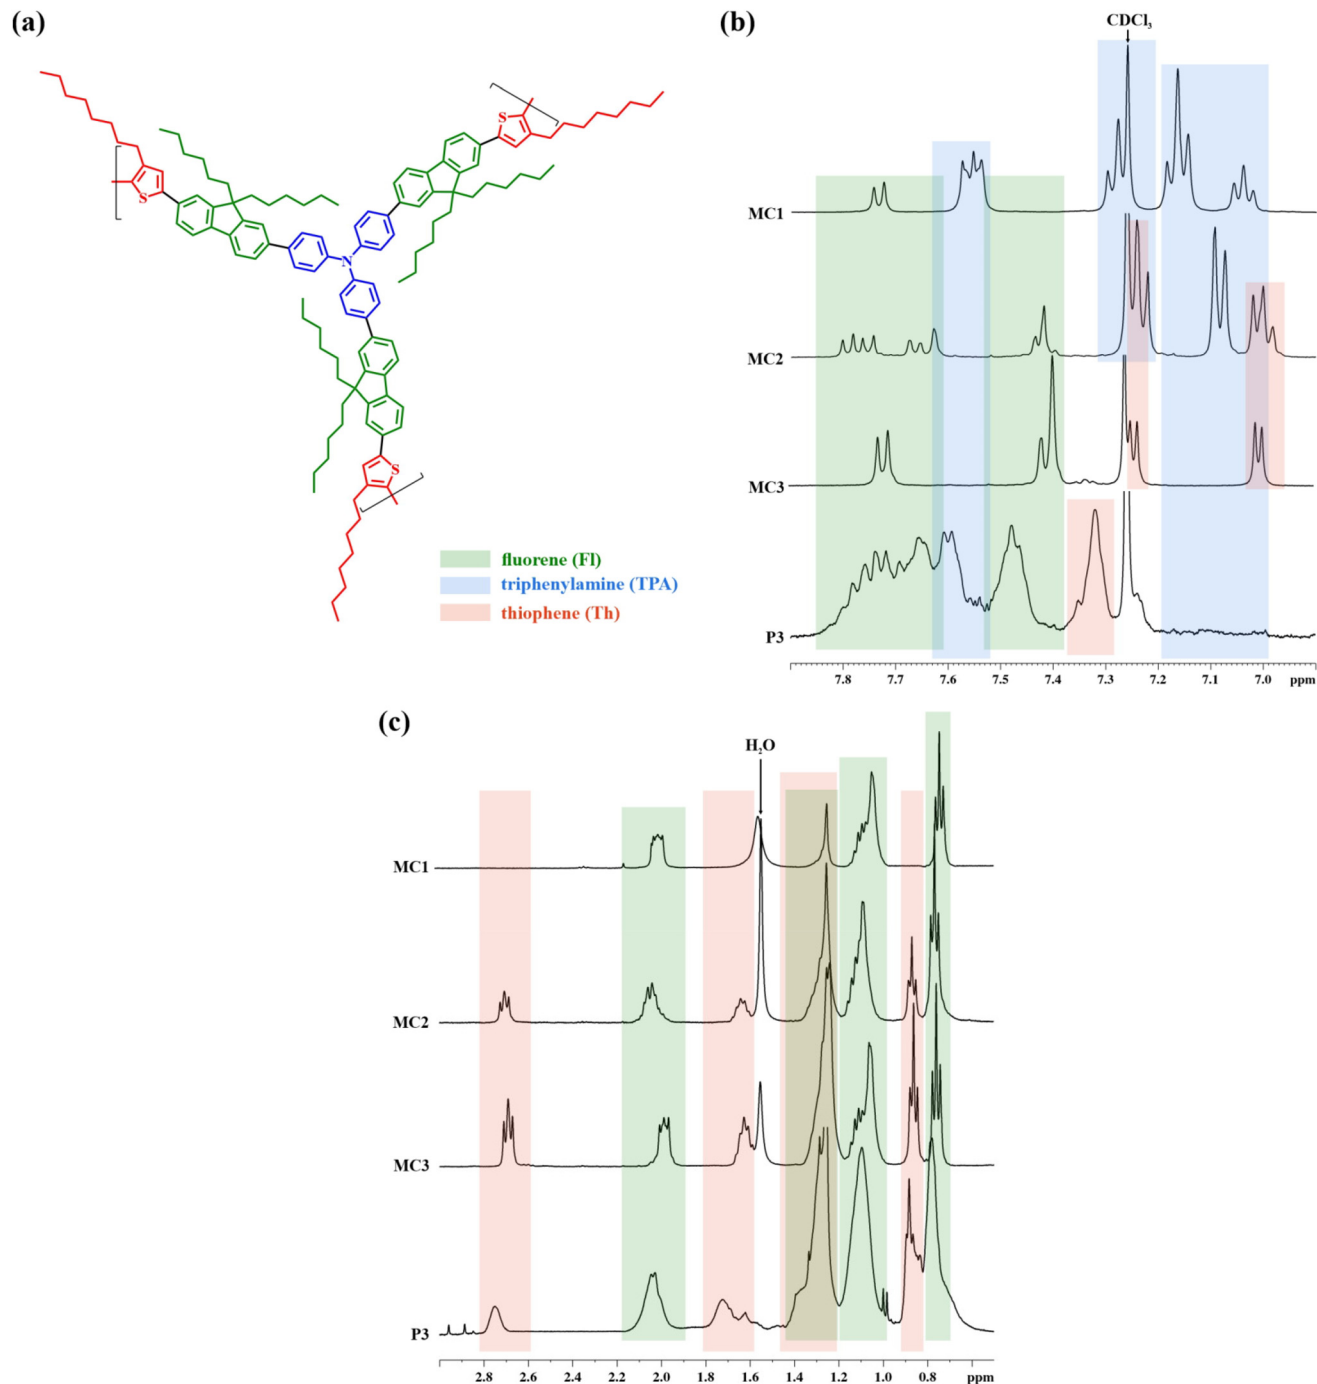 (a)
S
S
N
S
fluorene (Fl)
triphenylamine (TPA)
thiophene (Th)
(b)
CDCl₃
MC1
MC2
MC3
P3
7.8 7.7 7.6 7.5 7.4 7.3 7.2 7.1 7.0 ppm
(c)
H₂O
MC1
MC2
MC3
P3
2.8 2.6 2.4 2.2 2.0 1.8 1.6 1.4 1.2 1.0 0.8 ppm